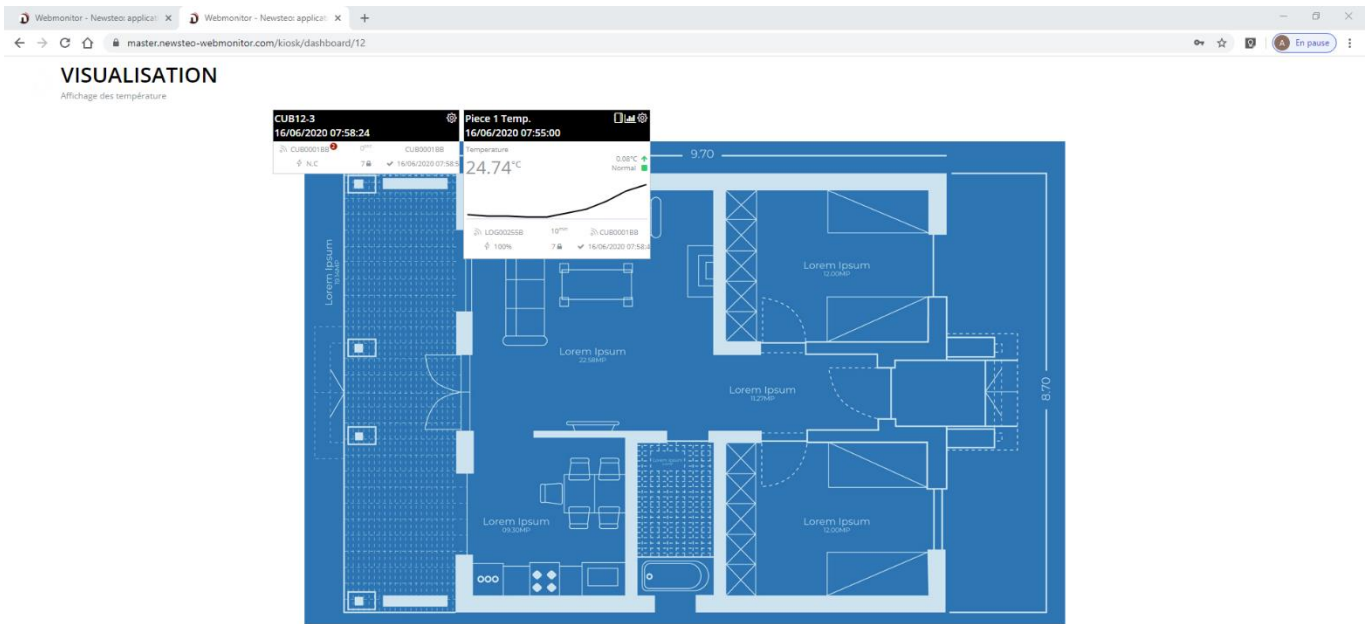 Webmonitor - Newsteo: applicat
Webmonitor - Newsteo: applicat
master.newsteo-webmonitor.com/kiosk/dashboard/12
A
En pause
VISUALISATION
Affichage des température
CUB12-3
16/06/2020 07:58:24
CUB0001BB 2 0min CUB0001BB
N.C 7 16/06/2020 07:58:5
Piece 1 Temp.
16/06/2020 07:55:00
Temperature
24.74°C
0.08°C
Normal
LOG00255B 10min CUB0001BB
100% 7 16/06/2020 07:58:
9.70
8.70
Lorem Ipsum
Lorem Ipsum
12.00MP
Lorem Ipsum
22.58MP
Lorem Ipsum
11.27MP
Lorem Ipsum
09.30MP
Lorem Ipsum
12.00MP